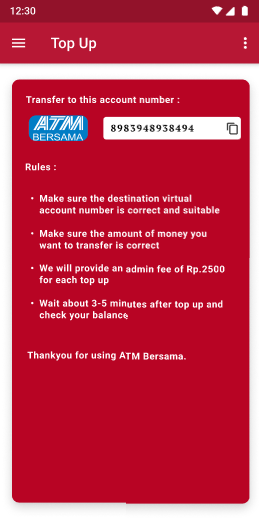 12:30
Top Up
Transfer to this account number :
ATM
BERSAMA
8983948938494
Rules :
• Make sure the destination virtual
account number is correct and suitable
• Make sure the amount of money you
want to transfer is correct
• We will provide an admin fee of Rp.2500
for each top up
• Wait about 3-5 minutes after top up and
check your balance
Thankyou for using ATM Bersama.